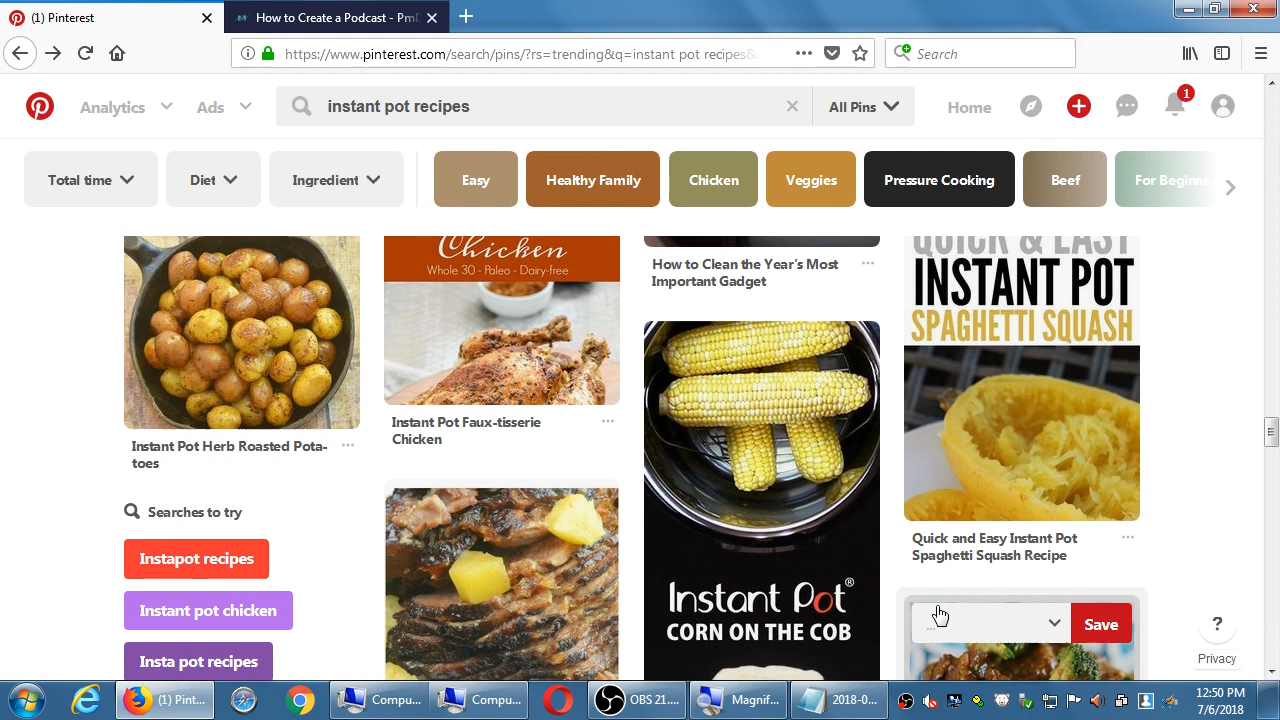 (1) Pinterest
How to Create a Podcast - PmD
https://www.pinterest.com/search/pins/?rs=trending&q=instant pot recipes&
Search
Analytics
Ads
instant pot recipes
All Pins
Home
1
Total time
Diet
Ingredient
Easy
Healthy Family
Chicken
Veggies
Pressure Cooking
Beef
For Beginne
Instant Pot Herb Roasted Pota-
toes
Searches to try
Instapot recipes
Instant pot chicken
Insta pot recipes
Chicken
Whole 30 - Paleo - Dairy-free
Instant Pot Faux-tisserie
Chicken
How to Clean the Year's Most
Important Gadget
Instant Pot®
CORN ON THE COB
QUICK & EASY
INSTANT POT
SPAGHETTI SQUASH
Quick and Easy Instant Pot
Spaghetti Squash Recipe
...
Save
?
Privacy
(1) Pint...
Compu...
Compu...
OBS 21....
Magnif...
2018-0...
12:50 PM
7/6/2018